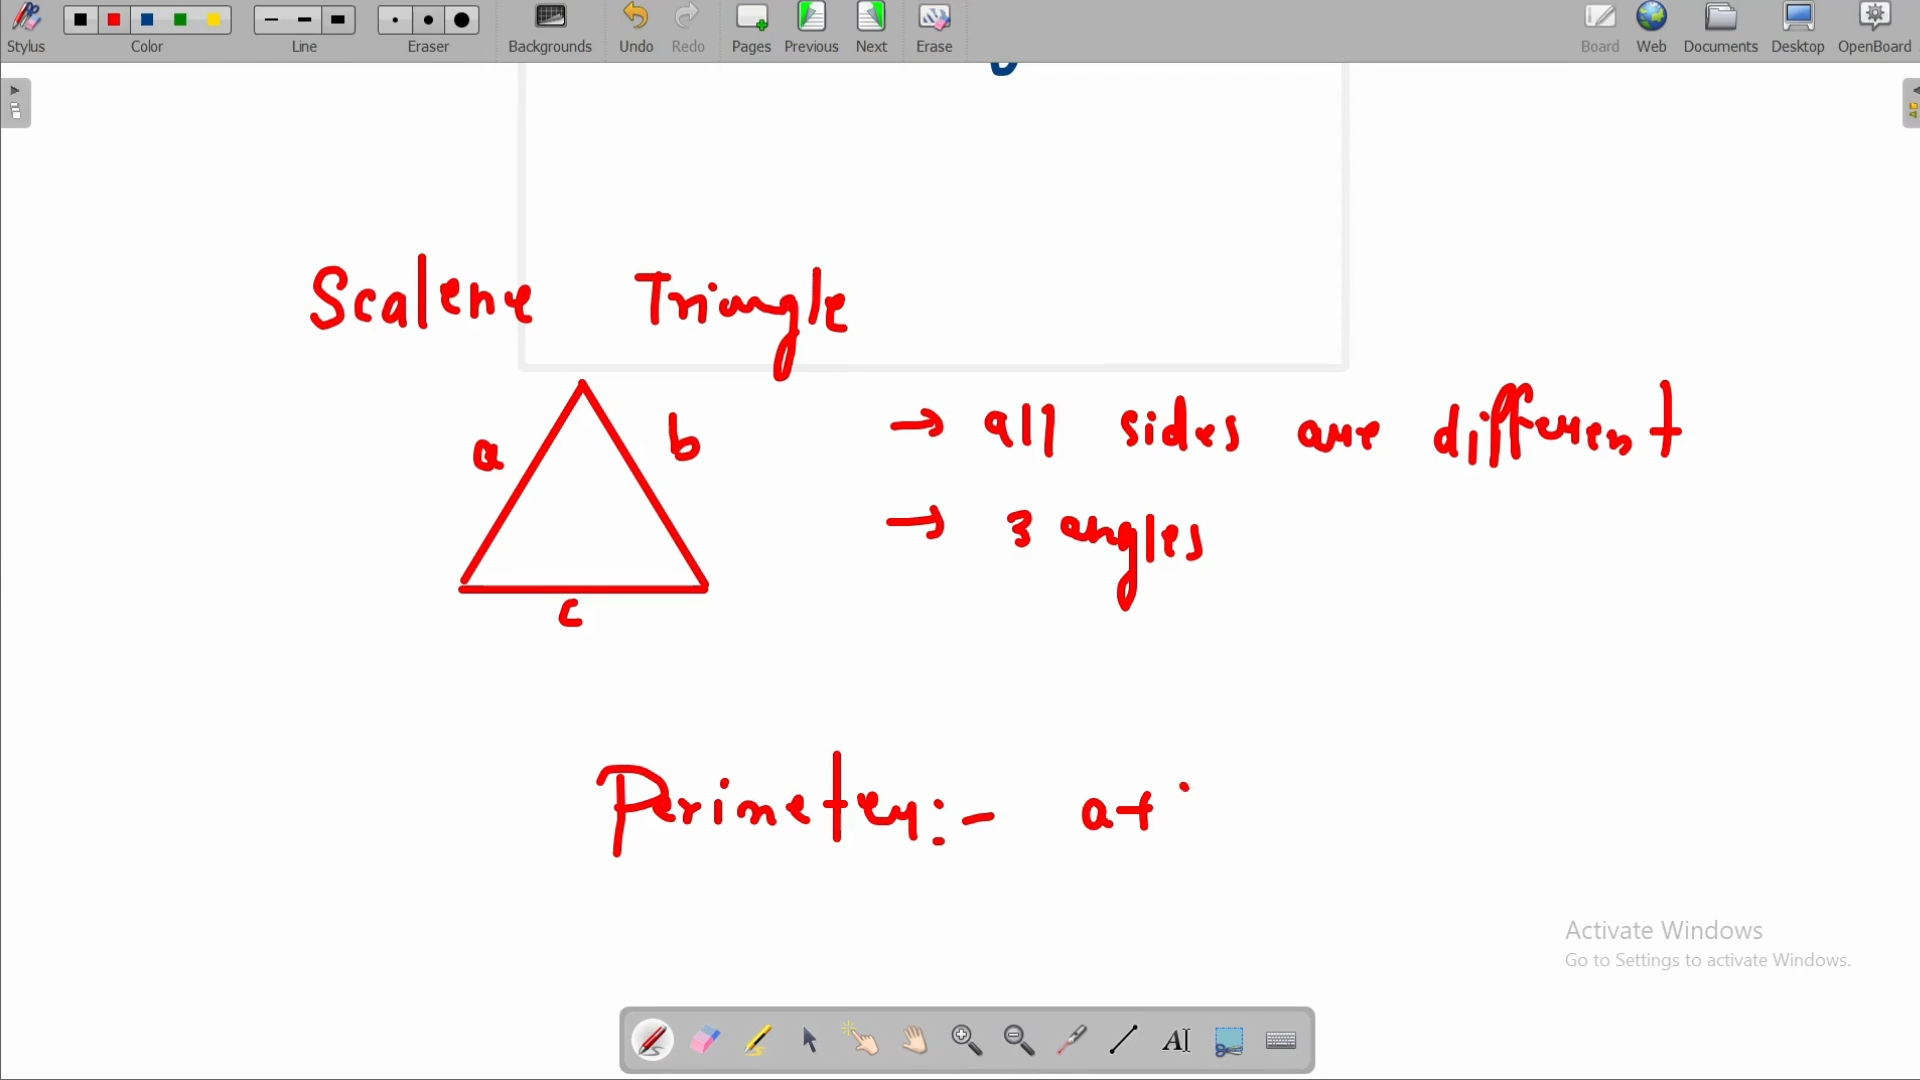 Stylus Color Line Eraser Backgrounds Undo Redo Pages Previous Next Erase Board Web Documents Desktop OpenBoard
Scalene Triangle
a
b
c
→ all sides are different
→ 3 angles
Perimeter:- a+
Activate Windows
Go to Settings to activate Windows.